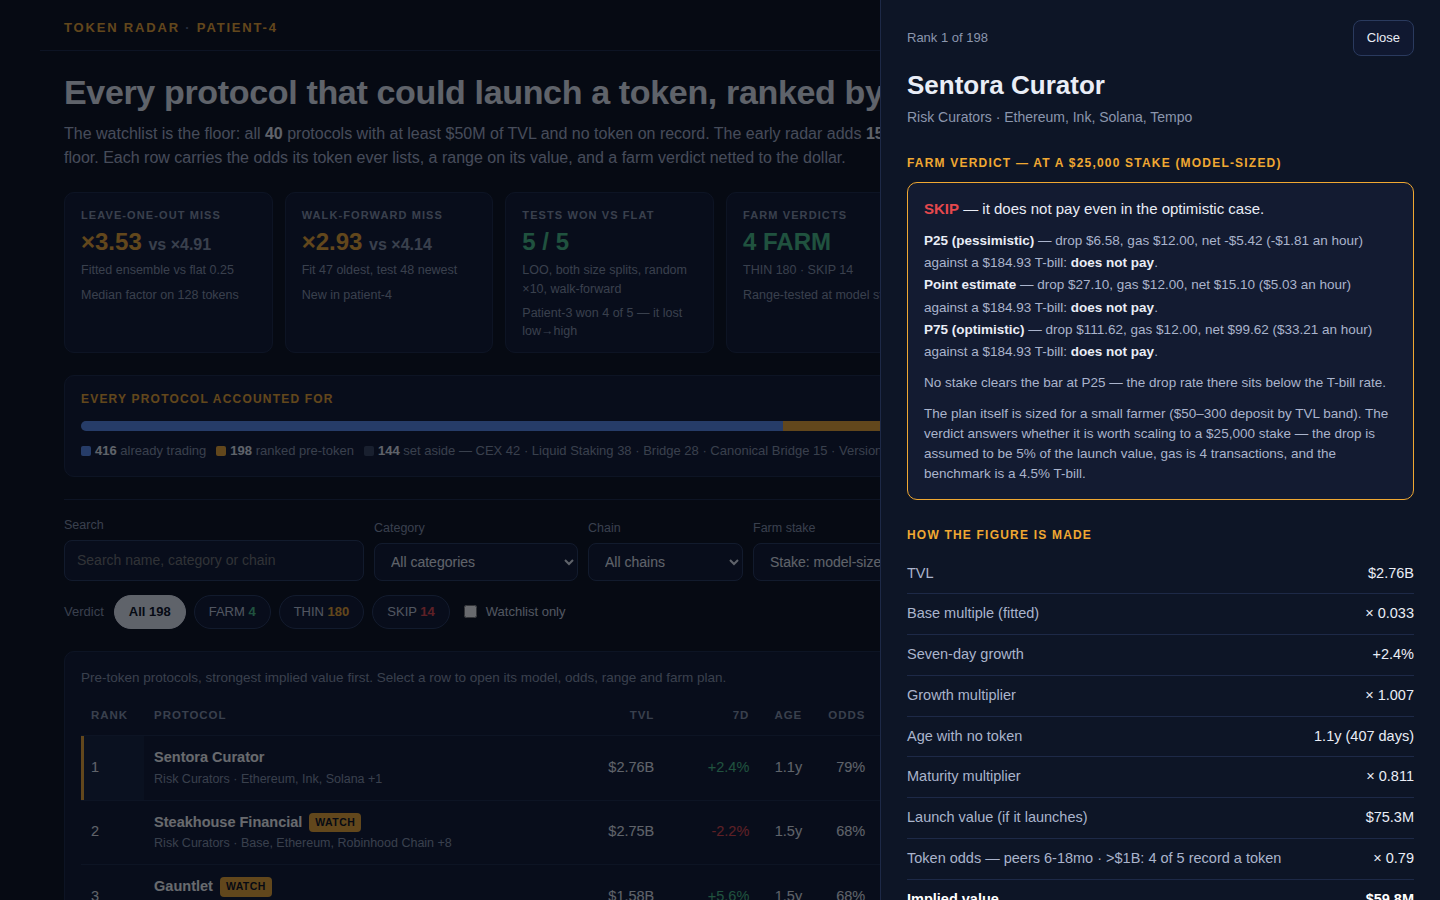 TOKEN RADAR · PATIENT-4
Every protocol that could launch a token, ranked by
The watchlist is the floor: all 40 protocols with at least $50M of TVL and no token on record. The early radar adds 15
floor. Each row carries the odds its token ever lists, a range on its value, and a farm verdict netted to the dollar.
LEAVE-ONE-OUT MISS
×3.53 vs ×4.91
Fitted ensemble vs flat 0.25
Median factor on 128 tokens
WALK-FORWARD MISS
×2.93 vs ×4.14
Fit 47 oldest, test 48 newest
New in patient-4
TESTS WON VS FLAT
5 / 5
LOO, both size splits, random
×10, walk-forward
Patient-3 won 4 of 5 — it lost
low→high
FARM VERDICTS
4 FARM
THIN 180 · SKIP 14
Range-tested at model s
EVERY PROTOCOL ACCOUNTED FOR
416 already trading 198 ranked pre-token 144 set aside — CEX 42 · Liquid Staking 38 · Bridge 28 · Canonical Bridge 15 · Version
Search
Search name, category or chain
Category
All categories
Chain
All chains
Farm stake
Stake: model-size
Verdict All 198 FARM 4 THIN 180 SKIP 14 Watchlist only
Pre-token protocols, strongest implied value first. Select a row to open its model, odds, range and farm plan.
RANK PROTOCOL TVL 7D AGE ODDS
1 Sentora Curator $2.76B +2.4% 1.1y 79%
Risk Curators · Ethereum, Ink, Solana +1
2 Steakhouse Financial WATCH $2.75B -2.2% 1.5y 68%
Risk Curators · Base, Ethereum, Robinhood Chain +8
3 Gauntlet WATCH $1.58B +5.6% 1.5y 68%
Rank 1 of 198
Close
Sentora Curator
Risk Curators · Ethereum, Ink, Solana, Tempo
FARM VERDICT — AT A $25,000 STAKE (MODEL-SIZED)
SKIP — it does not pay even in the optimistic case.
P25 (pessimistic) — drop $6.58, gas $12.00, net -$5.42 (-$1.81 an hour)
against a $184.93 T-bill: does not pay.
Point estimate — drop $27.10, gas $12.00, net $15.10 ($5.03 an hour)
against a $184.93 T-bill: does not pay.
P75 (optimistic) — drop $111.62, gas $12.00, net $99.62 ($33.21 an hour)
against a $184.93 T-bill: does not pay.
No stake clears the bar at P25 — the drop rate there sits below the T-bill rate.
The plan itself is sized for a small farmer ($50–300 deposit by TVL band). The
verdict answers whether it is worth scaling to a $25,000 stake — the drop is
assumed to be 5% of the launch value, gas is 4 transactions, and the
benchmark is a 4.5% T-bill.
HOW THE FIGURE IS MADE
TVL $2.76B
Base multiple (fitted) × 0.033
Seven-day growth +2.4%
Growth multiplier × 1.007
Age with no token 1.1y (407 days)
Maturity multiplier × 0.811
Launch value (if it launches) $75.3M
Token odds — peers 6-18mo · >$1B: 4 of 5 record a token × 0.79
Implied value $59.8M